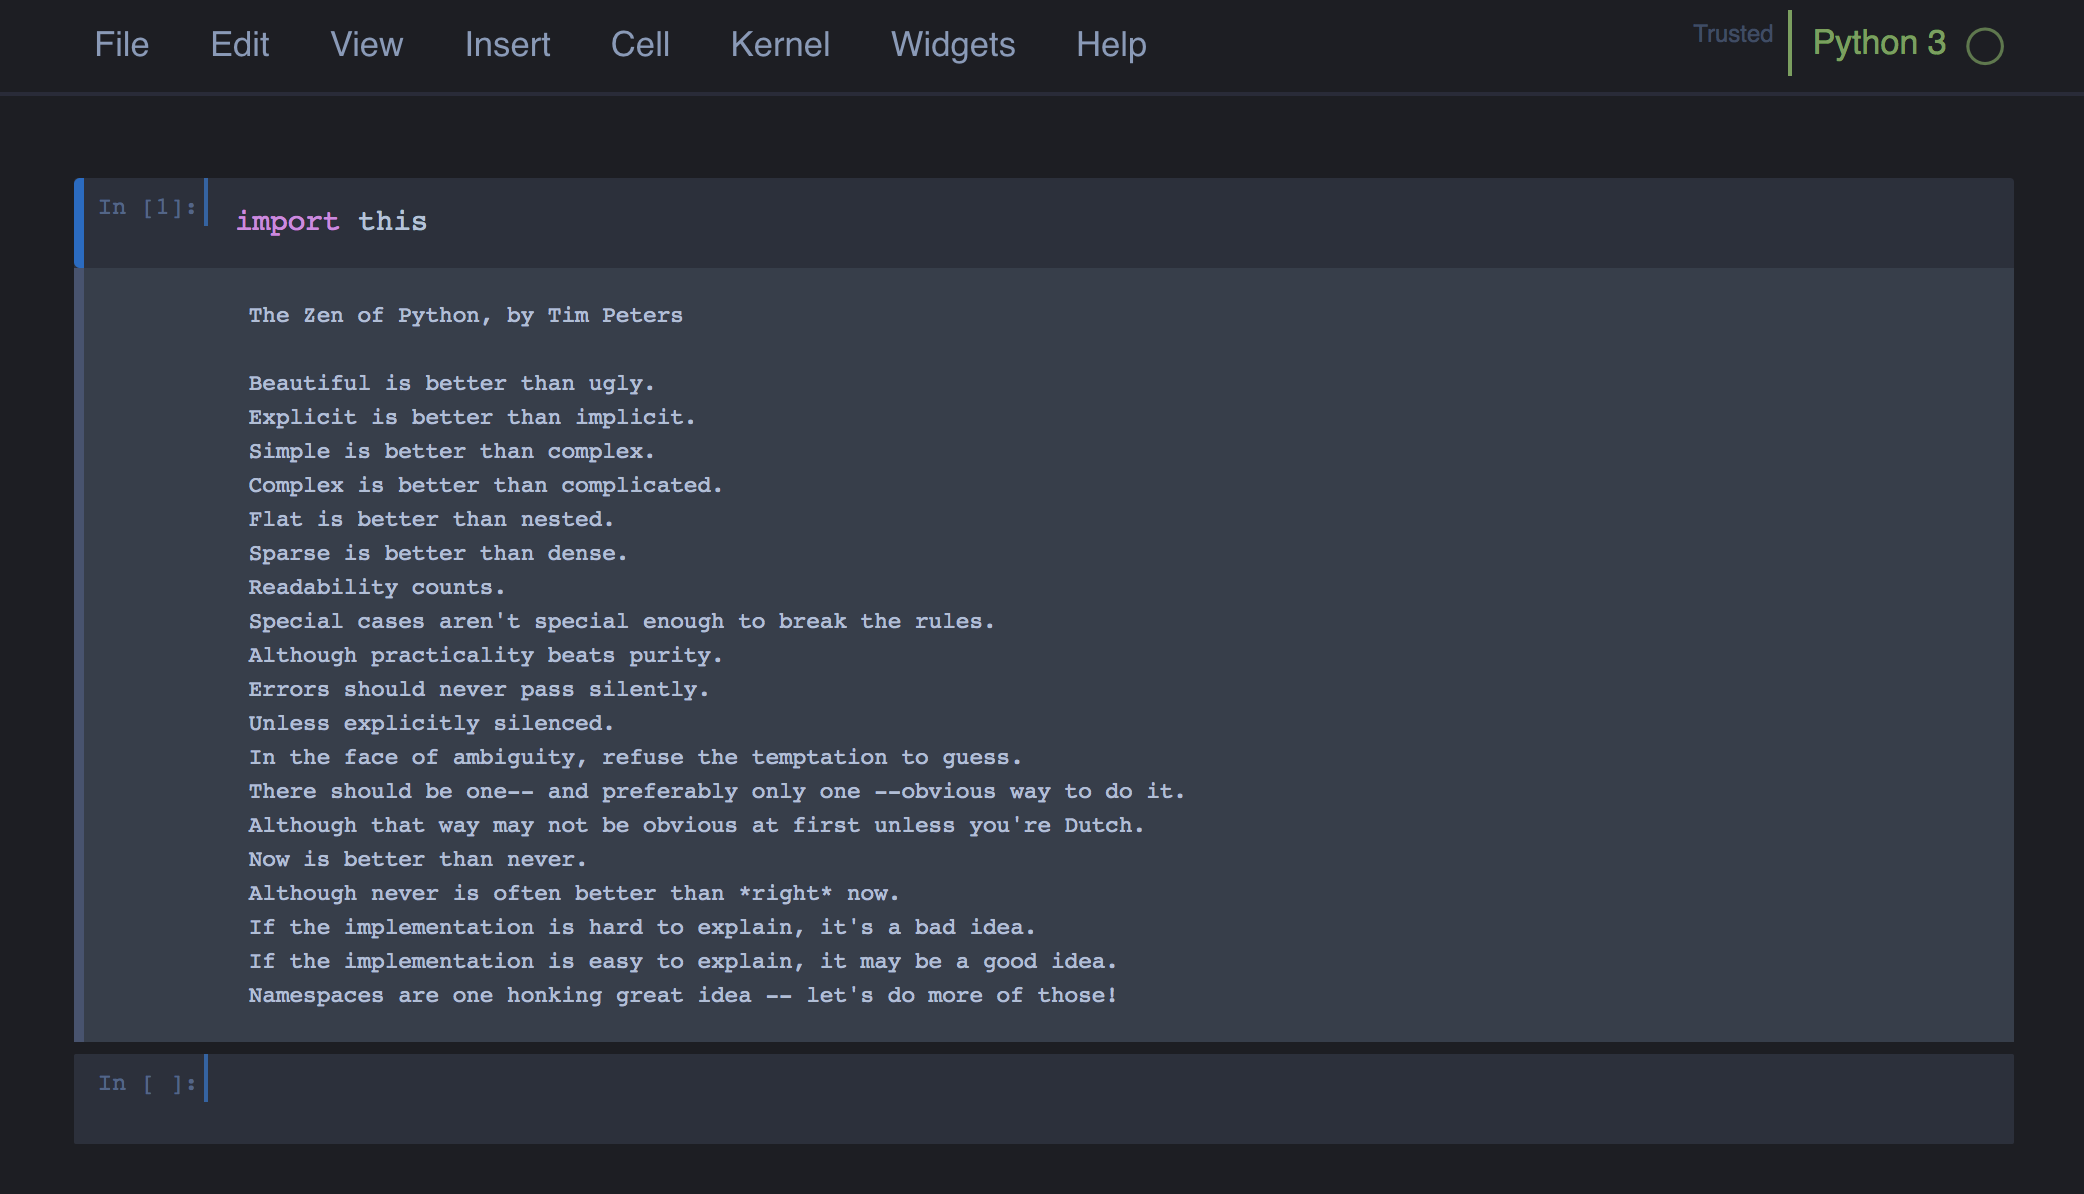 File Edit View Insert Cell Kernel Widgets Help Trusted Python 3
In [1]: import this
The Zen of Python, by Tim Peters
Beautiful is better than ugly.
Explicit is better than implicit.
Simple is better than complex.
Complex is better than complicated.
Flat is better than nested.
Sparse is better than dense.
Readability counts.
Special cases aren't special enough to break the rules.
Although practicality beats purity.
Errors should never pass silently.
Unless explicitly silenced.
In the face of ambiguity, refuse the temptation to guess.
There should be one-- and preferably only one --obvious way to do it.
Although that way may not be obvious at first unless you're Dutch.
Now is better than never.
Although never is often better than *right* now.
If the implementation is hard to explain, it's a bad idea.
If the implementation is easy to explain, it may be a good idea.
Namespaces are one honking great idea -- let's do more of those!
In [ ]: